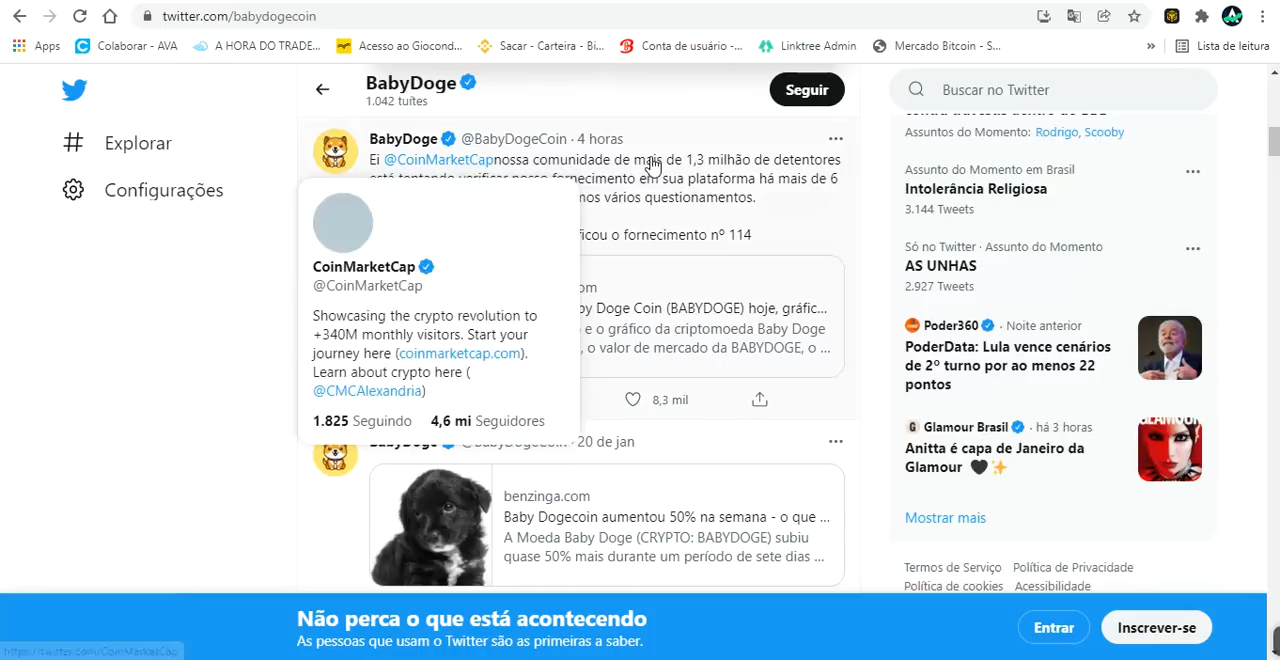 twitter.com/babydogecoin
Apps
Colaborar - AVA
A HORA DO TRADE...
Acesso ao Giocond...
Sacar - Carteira - Bi...
Conta de usuário -...
Linktree Admin
Mercado Bitcoin - S...
»
Lista de leitura
Explorar
Configurações
BabyDoge
1.042 tuítes
Seguir
BabyDoge @BabyDogeCoin · 4 horas
Ei @CoinMarketCapnossa comunidade de mais de 1,3 milhão de detentores
está tentando verificar nosso fornecimento em sua plataforma há mais de 6
mos vários questionamentos.
ficou o fornecimento nº 114
om
by Doge Coin (BABYDOGE) hoje, gráfic...
e o gráfico da criptomoeda Baby Doge
, o valor de mercado da BABYDOGE, o ...
8,3 mil
CoinMarketCap
@CoinMarketCap
Showcasing the crypto revolution to
+340M monthly visitors. Start your
journey here (coinmarketcap.com).
Learn about crypto here (
@CMCAlexandria)
1.825 Seguindo 4,6 mi Seguidores
BabyDoge @BabyDogeCoin · 20 de jan
benzinga.com
Baby Dogecoin aumentou 50% na semana - o que ...
A Moeda Baby Doge (CRYPTO: BABYDOGE) subiu
quase 50% mais durante um período de sete dias ...
Buscar no Twitter
Assuntos do Momento: Rodrigo, Scooby
Assunto do Momento em Brasil
Intolerância Religiosa
3.144 Tweets
Só no Twitter · Assunto do Momento
AS UNHAS
2.927 Tweets
Poder360 · Noite anterior
PoderData: Lula vence cenários
de 2º turno por ao menos 22
pontos
G Glamour Brasil · há 3 horas
Anitta é capa de Janeiro da
Glamour 🖤✨
GLAMOUR
Mostrar mais
Termos de Serviço Política de Privacidade
Política de cookies Acessibilidade
Não perca o que está acontecendo
As pessoas que usam o Twitter são as primeiras a saber.
Entrar
Inscrever-se
https://twitter.com/CoinMarketCap